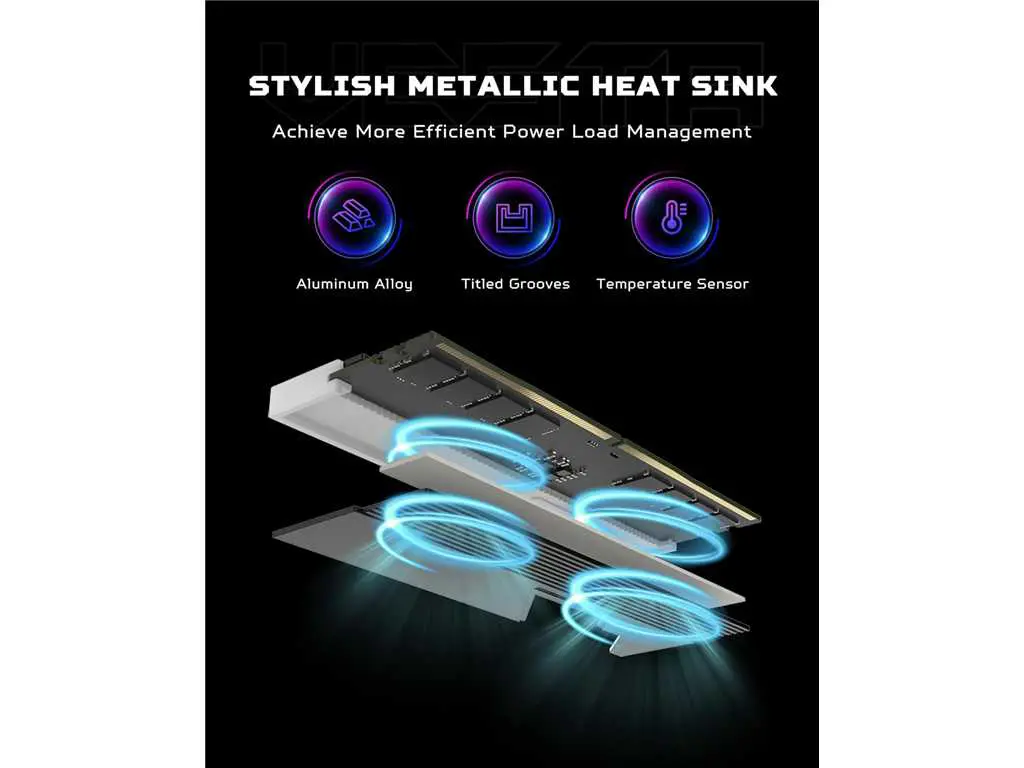 STYLISH METALLIC HEAT SINK
Achieve More Efficient Power Load Management
Aluminum Alloy
Titled Grooves
Temperature Sensor